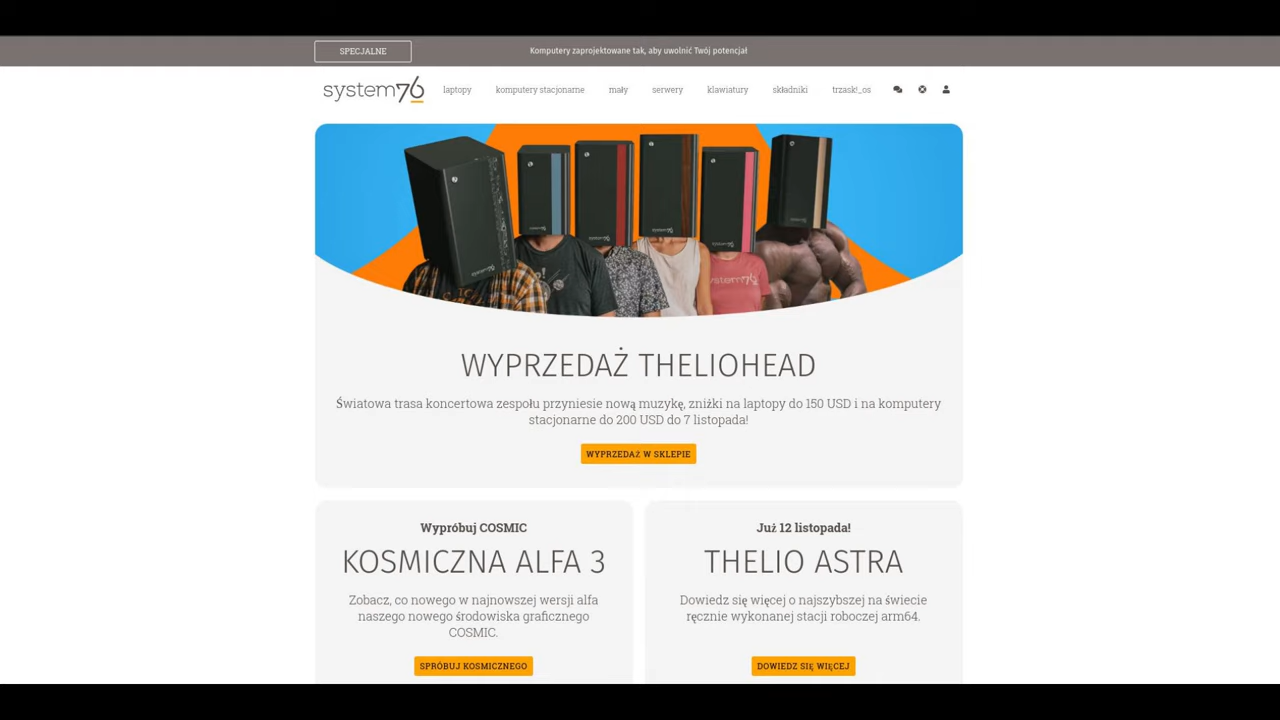 SPECJALNE
Komputery zaprojektowane tak, aby uwolnić Twój potencjał
system76
laptopy
komputery stacjonarne
mały
serwery
klawiatury
składniki
trzask!_os
system76
WYPRZEDAŻ THELIOHEAD
Światowa trasa koncertowa zespołu przyniesie nową muzykę, zniżki na laptopy do 150 USD i na komputery
stacjonarne do 200 USD do 7 listopada!
WYPRZEDAŻ W SKLEPIE
Wypróbuj COSMIC
KOSMICZNA ALFA 3
Zobacz, co nowego w najnowszej wersji alfa
naszego nowego środowiska graficznego
COSMIC.
SPRÓBUJ KOSMICZNEGO
Już 12 listopada!
THELIO ASTRA
Dowiedz się więcej o najszybszej na świecie
ręcznie wykonanej stacji roboczej arm64.
DOWIEDZ SIĘ WIĘCEJ